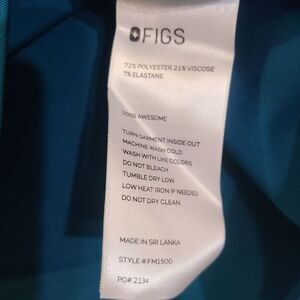 FIGS
72% POLYESTER 21% VISCOSE
7% ELASTANE
100% AWESOME
TURN GARMENT INSIDE OUT
MACHINE WASH COLD
WASH WITH LIKE COLORS
DO NOT BLEACH
TUMBLE DRY LOW
LOW HEAT IRON IF NEEDED
DO NOT DRY CLEAN
MADE IN SRI LANKA
STYLE #:FM1500
PO# 2134